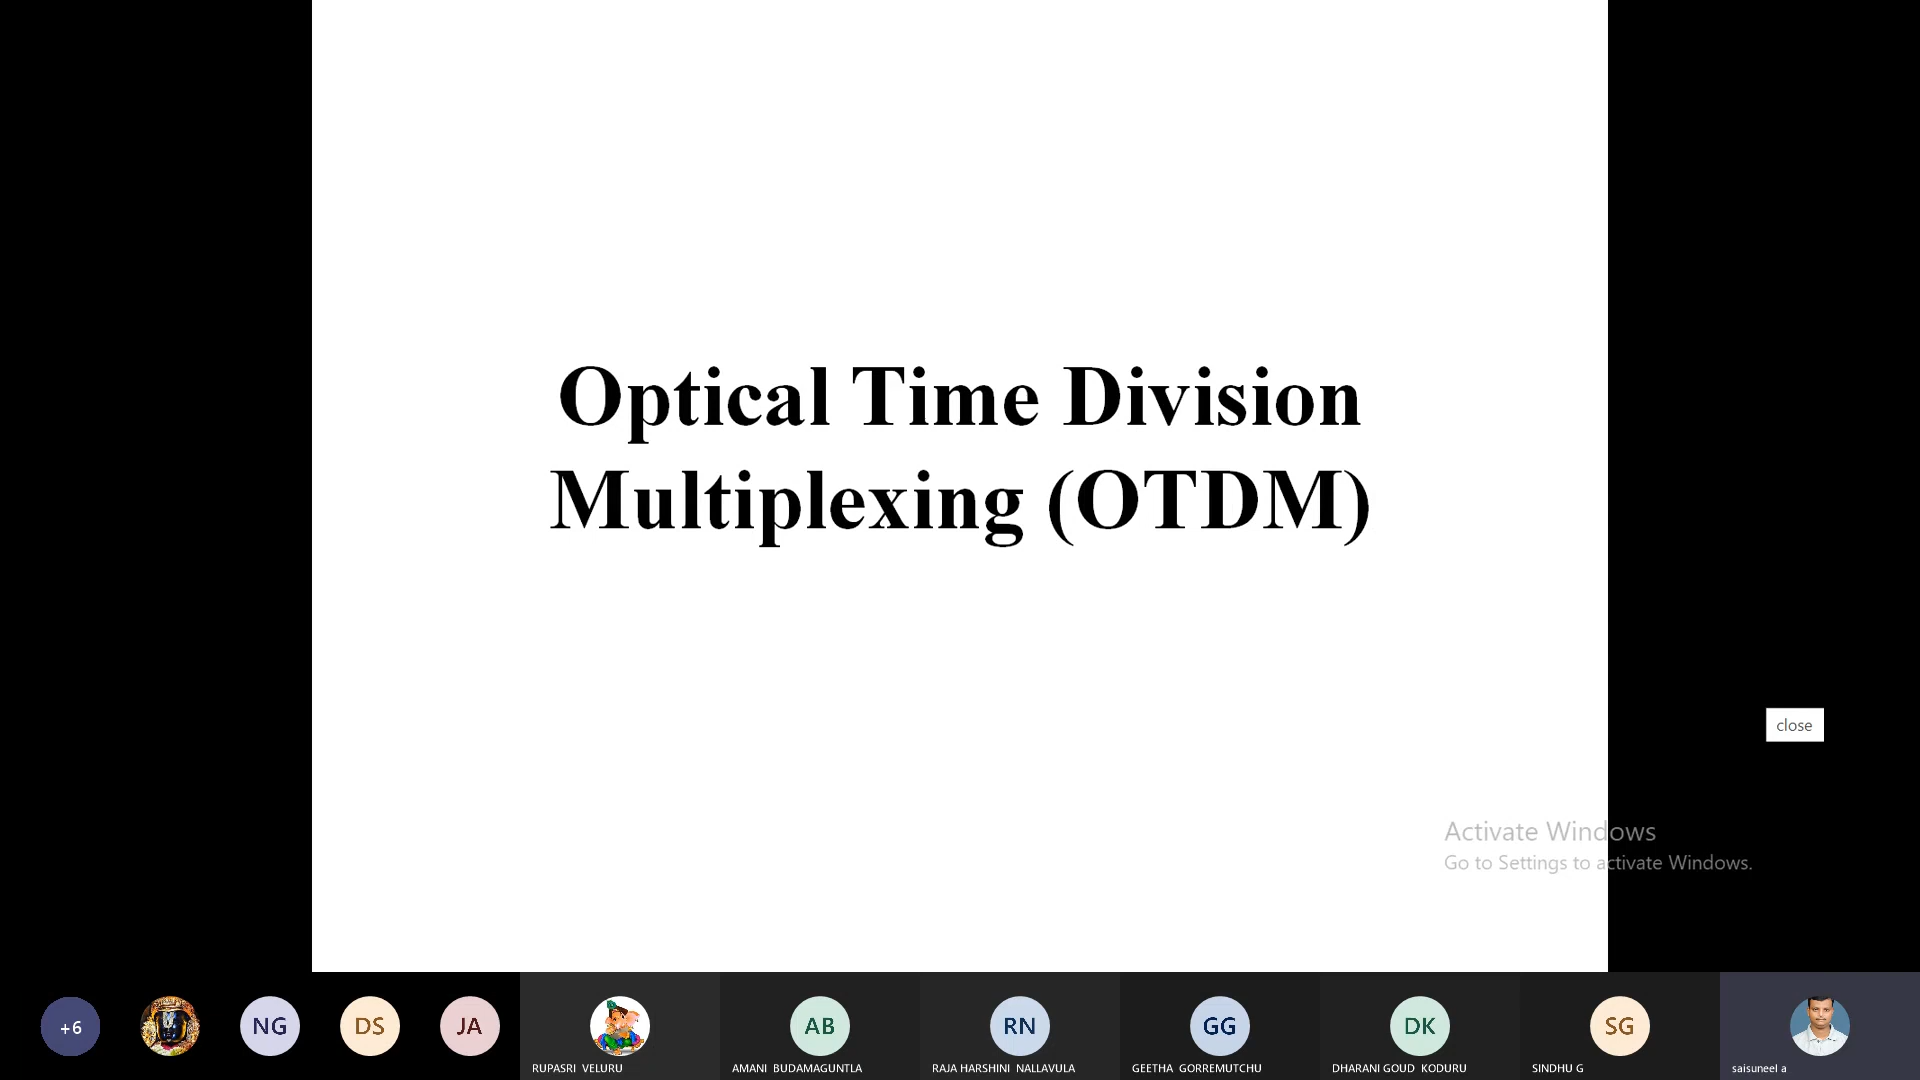 Optical Time Division
Multiplexing (OTDM)
close
Activate Windows
Go to Settings to activate Windows.
+6
NG
DS
JA
AB
RN
GG
DK
SG
RUPASRI VELURU
AMANI BUDAMAGUNTLA
RAJA HARSHINI NALLAVULA
GEETHA GORREMUTCHU
DHARANI GOUD KODURU
SINDHU G
saisuneel a